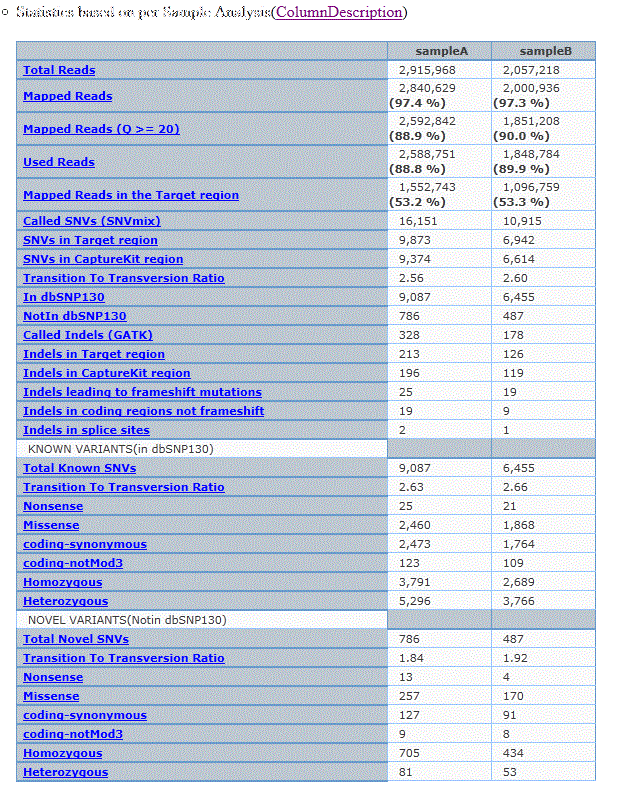 Statistics based on per Sample Analysis(ColumnDescription)
sampleA sampleB
Total Reads 2,915,968 2,057,218
Mapped Reads 2,840,629 (97.4 %) 2,000,936 (97.3 %)
Mapped Reads (Q >= 20) 2,592,842 (88.9 %) 1,851,208 (90.0 %)
Used Reads 2,588,751 (88.8 %) 1,848,784 (89.9 %)
Mapped Reads in the Target region 1,552,743 (53.2 %) 1,096,759 (53.3 %)
Called SNVs (SNVmix) 16,151 10,915
SNVs in Target region 9,873 6,942
SNVs in CaptureKit region 9,374 6,614
Transition To Transversion Ratio 2.56 2.60
In dbSNP130 9,087 6,455
NotIn dbSNP130 786 487
Called Indels (GATK) 328 178
Indels in Target region 213 126
Indels in CaptureKit region 196 119
Indels leading to frameshift mutations 25 19
Indels in coding regions not frameshift 19 9
Indels in splice sites 2 1
KNOWN VARIANTS(in dbSNP130)
Total Known SNVs 9,087 6,455
Transition To Transversion Ratio 2.63 2.66
Nonsense 25 21
Missense 2,460 1,868
coding-synonymous 2,473 1,764
coding-notMod3 123 109
Homozygous 3,791 2,689
Heterozygous 5,296 3,766
NOVEL VARIANTS(Notin dbSNP130)
Total Novel SNVs 786 487
Transition To Transversion Ratio 1.84 1.92
Nonsense 13 4
Missense 257 170
coding-synonymous 127 91
coding-notMod3 9 8
Homozygous 705 434
Heterozygous 81 53